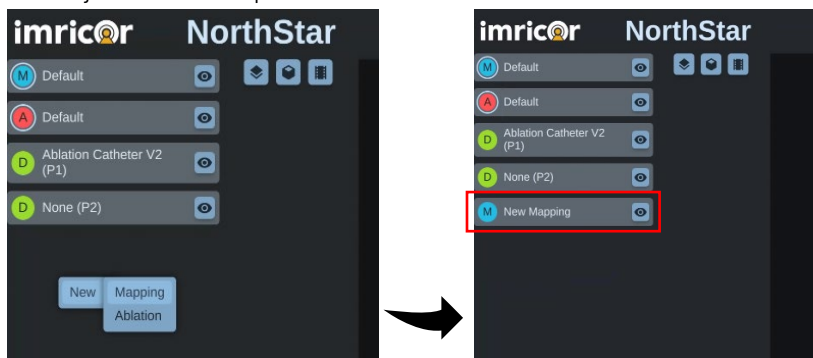 imricor NorthStar
M Default
A Default
D Ablation Catheter V2
(P1)
D None (P2)
New Mapping
Ablation
imricor NorthStar
M Default
A Default
D Ablation Catheter V2
(P1)
D None (P2)
M New Mapping